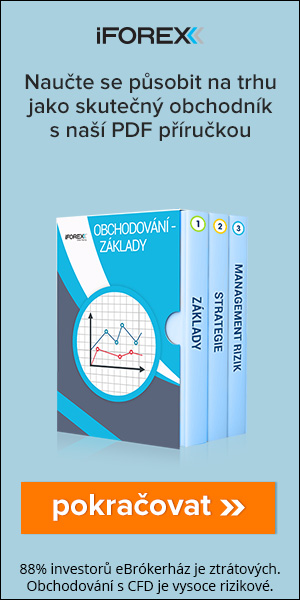 iFOREX
Naučte se působit na trhu
jako skutečný obchodník
s naší PDF příručkou
iFOREX
OBCHODOVÁNÍ -
ZÁKLADY
1
ZÁKLADY
2
STRATEGIE
3
MANAGEMENT RIZIK
pokračovat »
88% investorů eBrókerház je ztrátových.
Obchodování s CFD je vysoce rizikové.